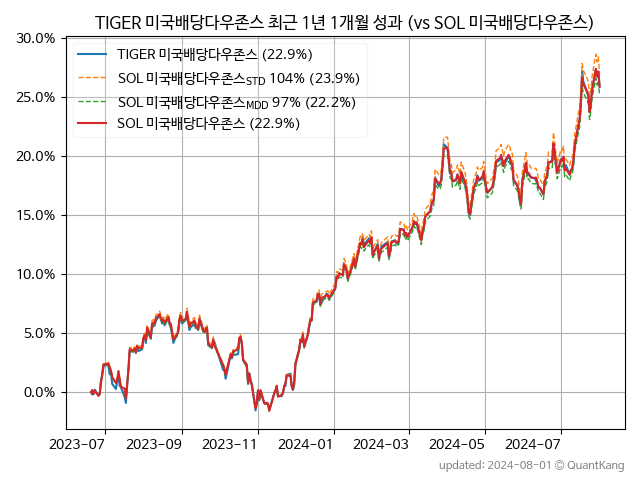 TIGER 미국배당다우존스 최근 1년 1개월 성과 (vs SOL 미국배당다우존스)
30.0%
25.0%
20.0%
15.0%
10.0%
5.0%
0.0%
TIGER 미국배당다우존스 (22.9%)
SOL 미국배당다우존스STD 104% (23.9%)
SOL 미국배당다우존스MDD 97% (22.2%)
SOL 미국배당다우존스 (22.9%)
2023-07 2023-09 2023-11 2024-01 2024-03 2024-05 2024-07
updated: 2024-08-01 © QuantKang